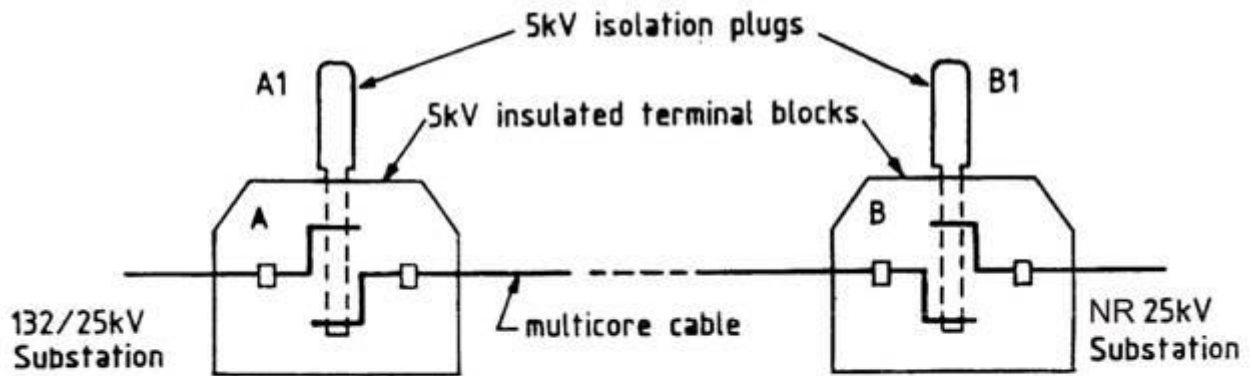 5kV isolation plugs
A1
B1
5kV insulated terminal blocks
A
B
132/25kV
Substation
multicore cable
NR 25kV
Substation